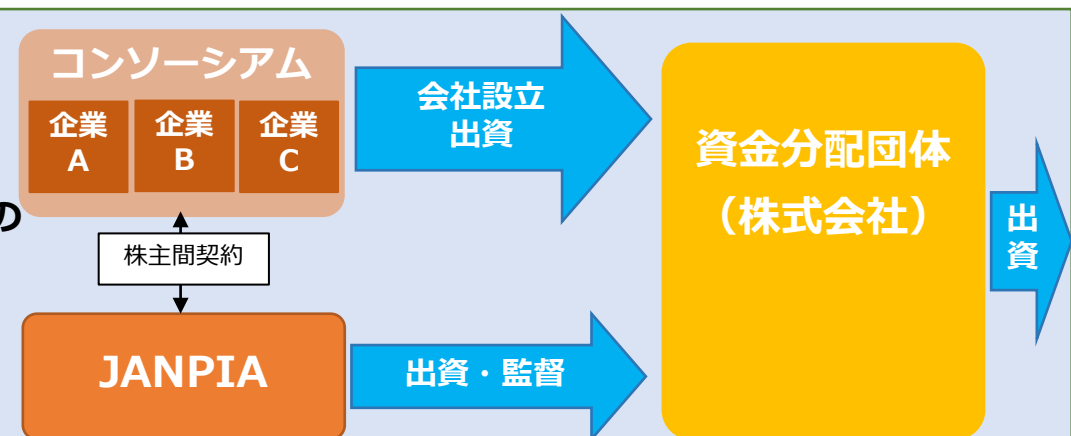 コンソーシアム
企業
A
企業
B
企業
C
会社設立
出資
資金分配団体
（株式会社）
出
資
の
株主間契約
JANPIA
出資・監督